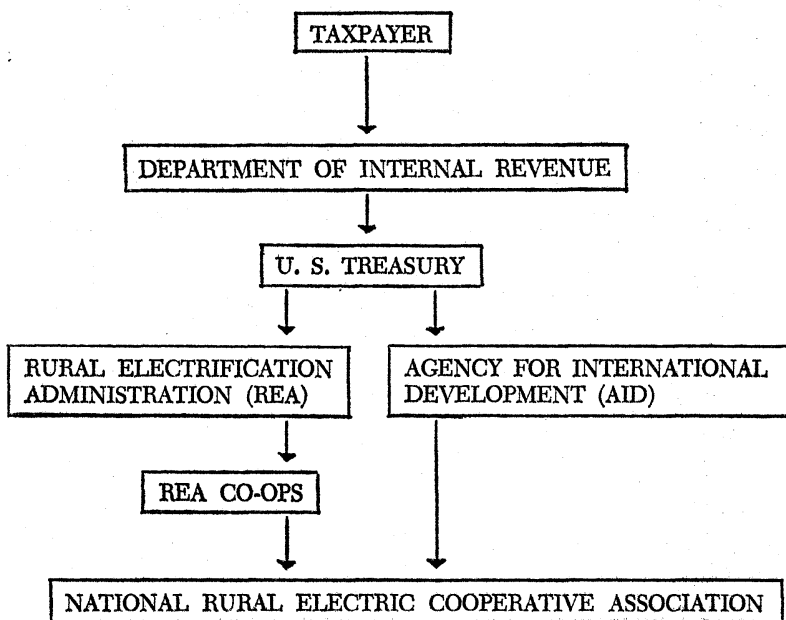 TAXPAYER
DEPARTMENT OF INTERNAL REVENUE
U. S. TREASURY
RURAL ELECTRIFICATION
ADMINISTRATION (REA)
AGENCY FOR INTERNATIONAL
DEVELOPMENT (AID)
REA CO-OPS
NATIONAL RURAL ELECTRIC COOPERATIVE ASSOCIATION